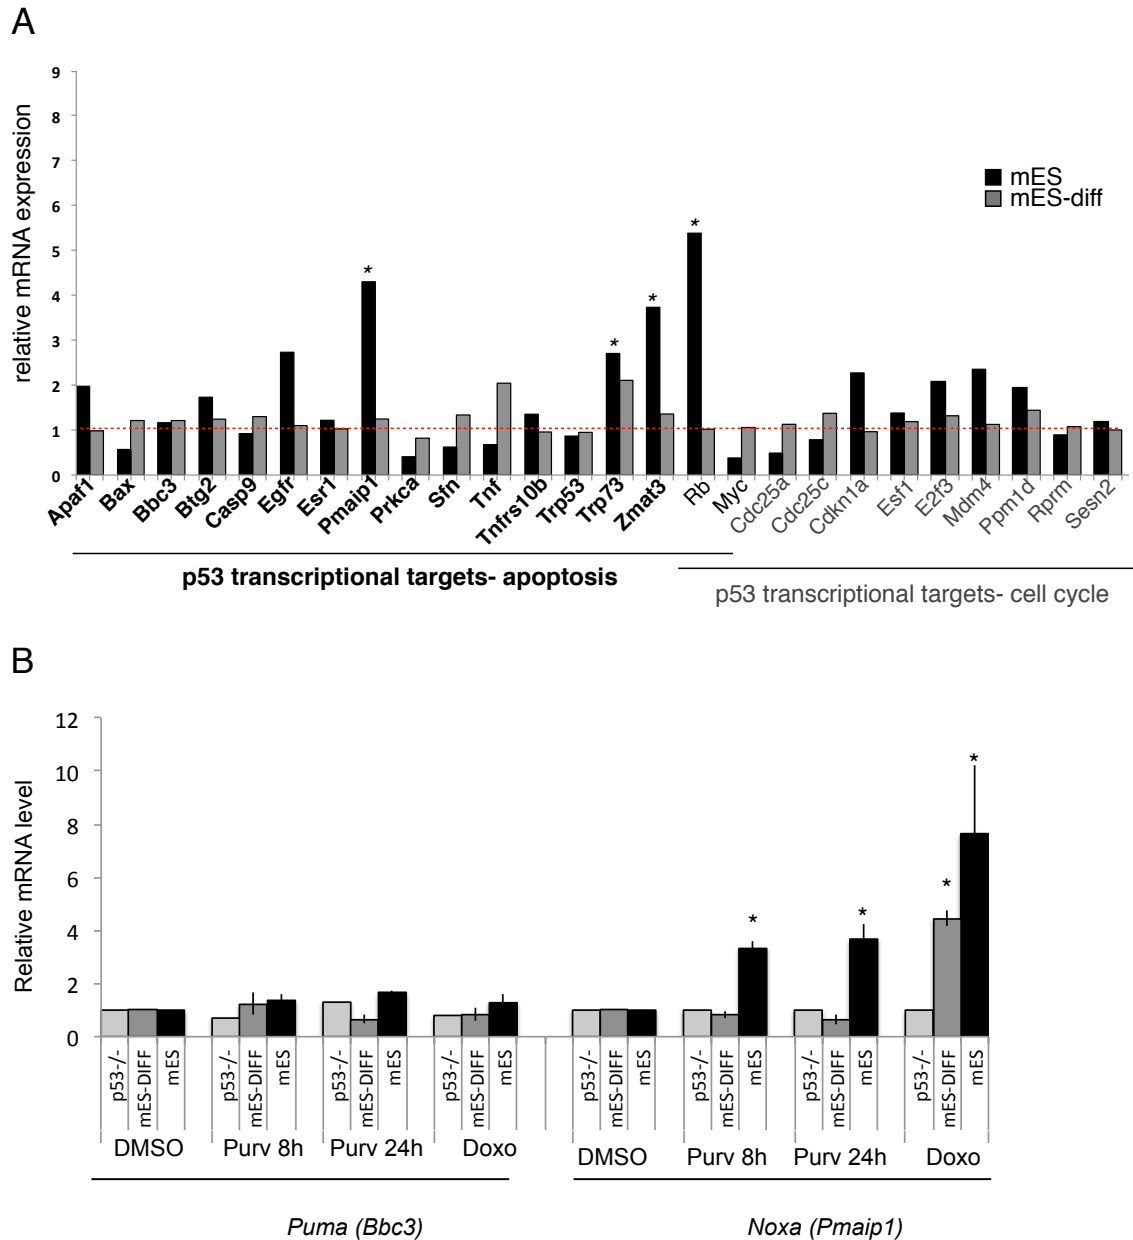 A
relative mRNA expression
9
8
7
6
5
4
3
2
1
0
mES
mES-diff
*
*
*
*
Apaf1
Bax
Bbc3
Btg2
Casp9
Egfr
Esr1
Pmaip1
Prkca
Sfn
Tnf
Tnfrs10b
Trp53
Trp73
Zmat3
Rb
Myc
Cdc25a
Cdc25c
Cdkn1a
Esf1
E2f3
Mdm4
Ppm1d
Rprm
Sesn2
p53 transcriptional targets- apoptosis
p53 transcriptional targets- cell cycle
B
Relative mRNA level
12
10
8
6
4
2
0
*
*
*
*
p53-/-
mES-DIFF
mES
p53-/-
mES-DIFF
mES
p53-/-
mES-DIFF
mES
p53-/-
mES-DIFF
mES
p53-/-
mES-DIFF
mES
p53-/-
mES-DIFF
mES
p53-/-
mES-DIFF
mES
p53-/-
mES-DIFF
mES
DMSO Purv 8h Purv 24h Doxo DMSO Purv 8h Purv 24h Doxo
Puma (Bbc3) Noxa (Pmaip1)